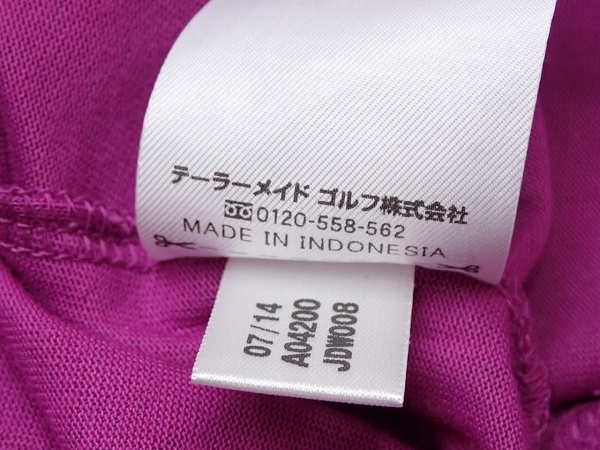 テーラーメイド ゴルフ株式会社
0120-558-562
MADE IN INDONESIA
07/14
A04200
JDW008